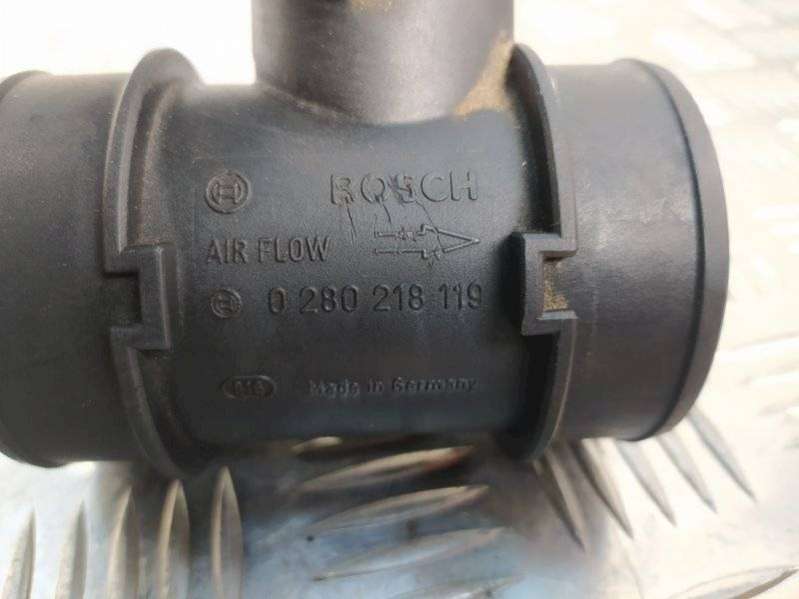 BOSCH
AIR FLOW
0 280 218 119
Made in Germany